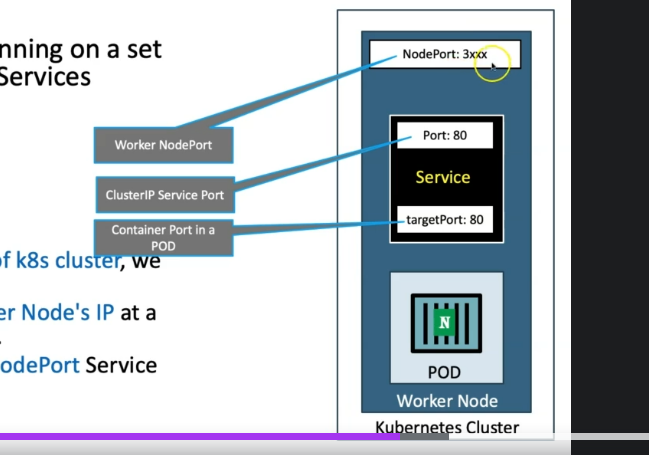 nning on a set
Services
of k8s cluster, we
er Node's IP at a
odePort Service
Worker NodePort
ClusterIP Service Port
Container Port in a
POD
NodePort: 3xxx
Port: 80
Service
targetPort: 80
N
POD
Worker Node
Kubernetes Cluster